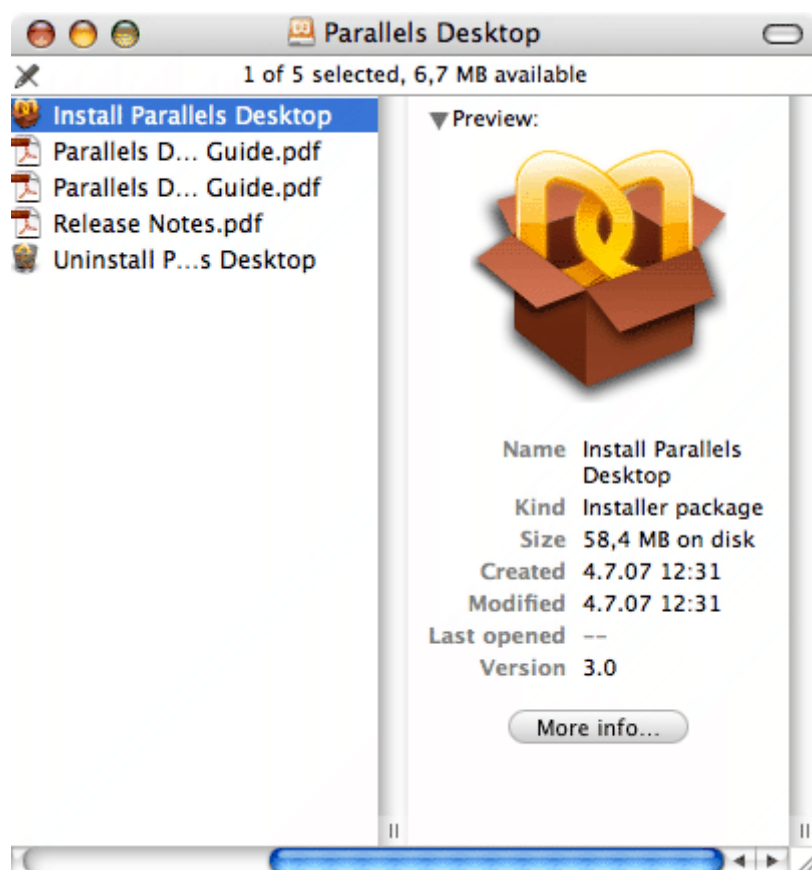 Parallels Desktop
1 of 5 selected, 6,7 MB available
Install Parallels Desktop
Parallels D... Guide.pdf
Parallels D... Guide.pdf
Release Notes.pdf
Uninstall P...s Desktop
Preview:
Name Install Parallels
Desktop
Kind Installer package
Size 58,4 MB on disk
Created 4.7.07 12:31
Modified 4.7.07 12:31
Last opened --
Version 3.0
More info...